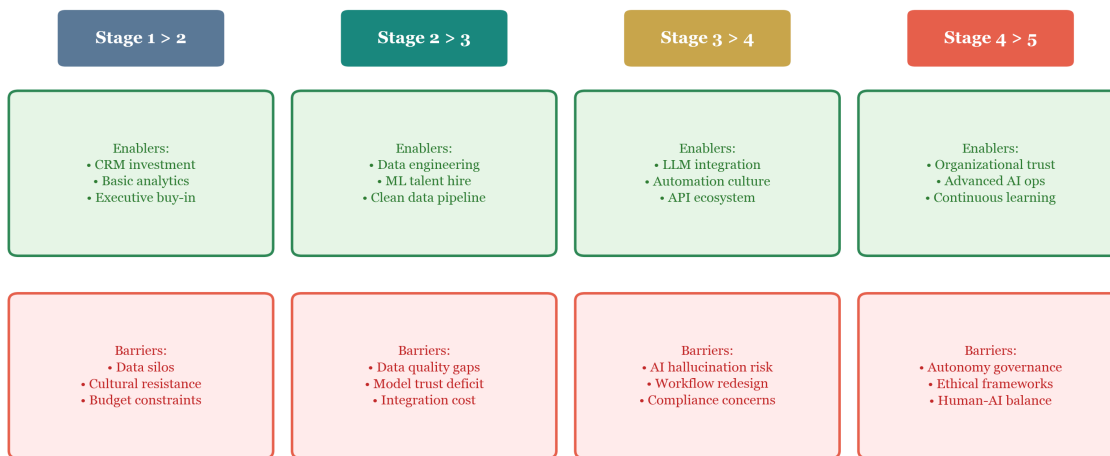 Stage 1 > 2
Stage 2 > 3
Stage 3 > 4
Stage 4 > 5
Enablers:
• CRM investment
• Basic analytics
• Executive buy-in
Enablers:
• Data engineering
• ML talent hire
• Clean data pipeline
Enablers:
• LLM integration
• Automation culture
• API ecosystem
Enablers:
• Organizational trust
• Advanced AI ops
• Continuous learning
Barriers:
• Data silos
• Cultural resistance
• Budget constraints
Barriers:
• Data quality gaps
• Model trust deficit
• Integration cost
Barriers:
• AI hallucination risk
• Workflow redesign
• Compliance concerns
Barriers:
• Autonomy governance
• Ethical frameworks
• Human-AI balance